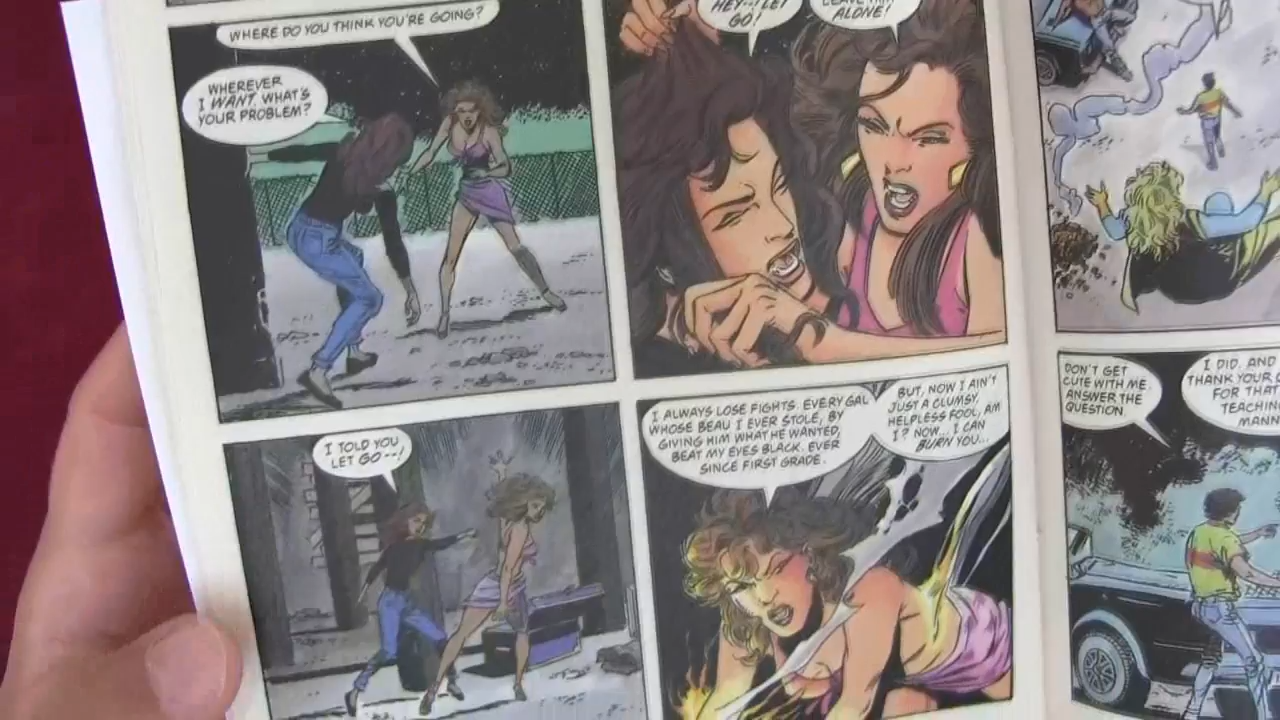 WHERE DO YOU THINK YOU'RE GOING?
WHEREVER
I WANT. WHAT'S
YOUR PROBLEM?
HEY--! LET
GO!
ALONE!
I TOLD YOU
LET GO--!
I ALWAYS LOSE FIGHTS. EVERY GAL
WHOSE BEAU I EVER STOLE, BY
GIVING HIM WHAT HE WANTED,
BEAT MY EYES BLACK. EVER
SINCE FIRST GRADE.
BUT, NOW I AIN'T
JUST A CLUMSY,
HELPLESS FOOL, AM
I? NOW... I CAN
BURN YOU...
DON'T GET
CUTE WITH ME.
ANSWER THE
QUESTION.
I DID. AND
THANK YOUR
FOR THAT